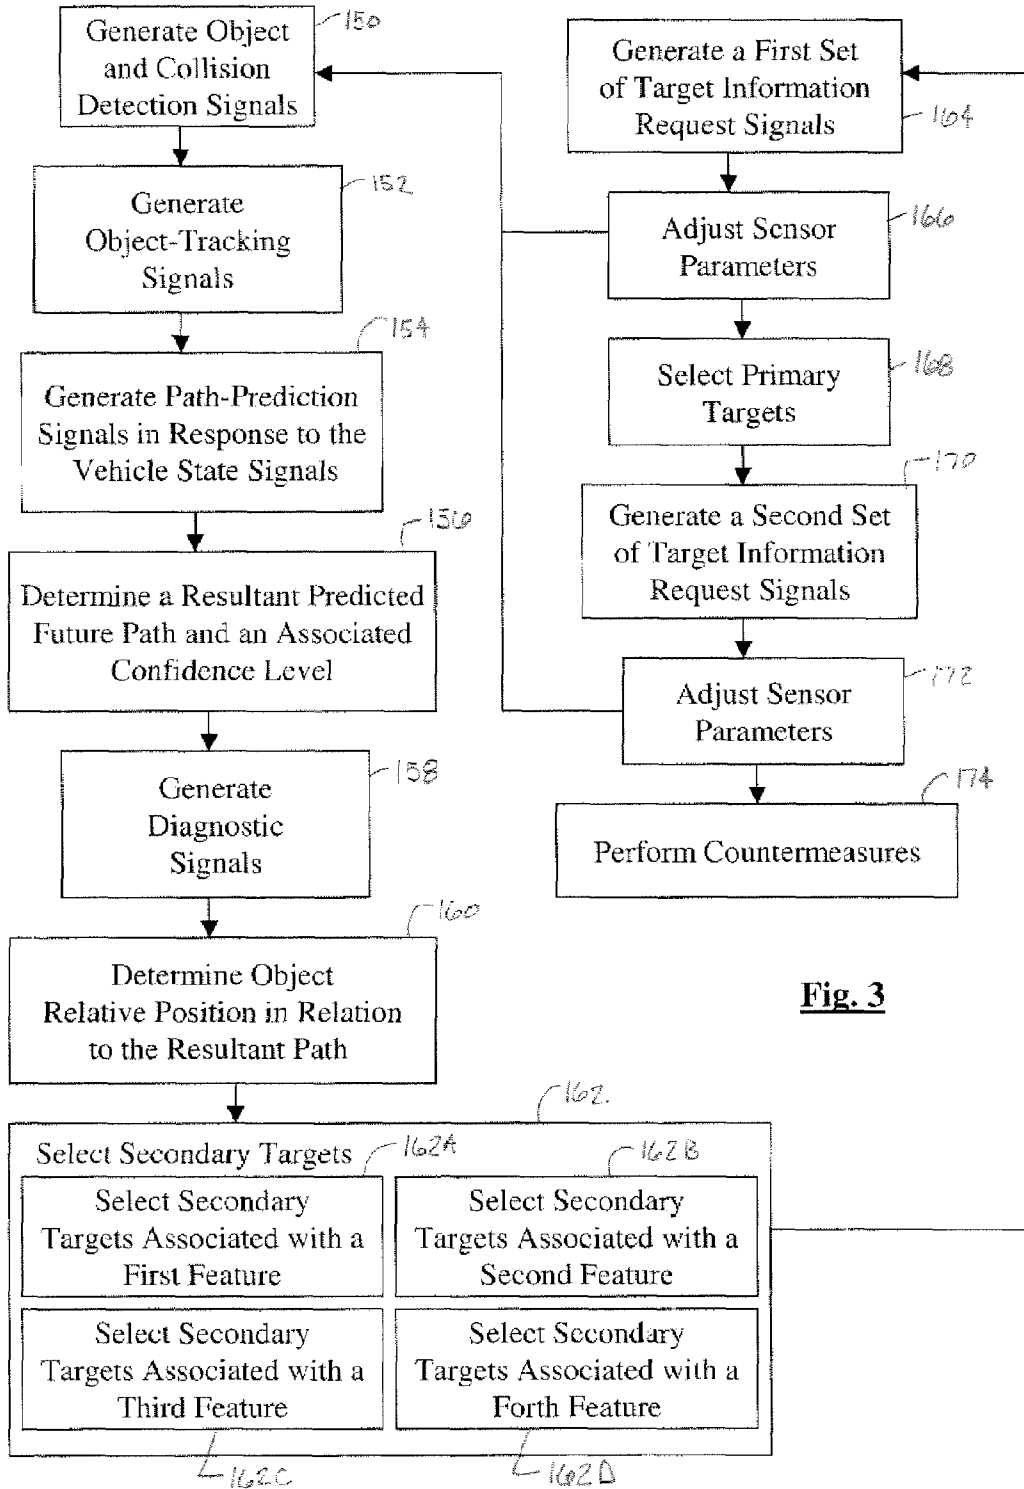 Generate Object
and Collision
Detection Signals
150
Generate
Object-Tracking
Signals
152
Generate Path-Prediction
Signals in Response to the
Vehicle State Signals
154
Determine a Resultant Predicted
Future Path and an Associated
Confidence Level
156
Generate
Diagnostic
Signals
158
Determine Object
Relative Position in Relation
to the Resultant Path
160
Select Secondary Targets
162
Select Secondary
Targets Associated with a
First Feature
162A
Select Secondary
Targets Associated with a
Second Feature
162B
Select Secondary
Targets Associated with a
Third Feature
162C
Select Secondary
Targets Associated with a
Forth Feature
162D
Generate a First Set
of Target Information
Request Signals
164
Adjust Sensor
Parameters
166
Select Primary
Targets
168
Generate a Second Set
of Target Information
Request Signals
170
Adjust Sensor
Parameters
172
Perform Countermeasures
174
Fig. 3